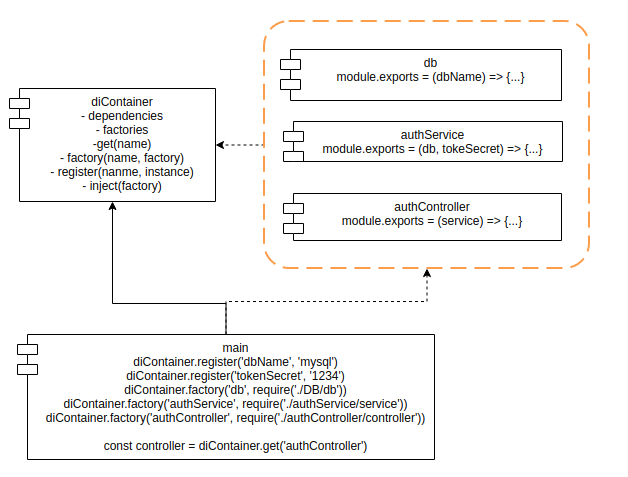 db
module.exports = (dbName) => {...}
diContainer
- dependencies
- factories
-get(name)
- factory(name, factory)
- register(nanme, instance)
- inject(factory)
authService
module.exports = (db, tokeSecret) => {...}
authController
module.exports = (service) => {...}
main
diContainer.register('dbName', 'mysql')
diContainer.register('tokenSecret', '1234')
diContainer.factory('db', require('./DB/db'))
diContainer.factory('authService', require('./authService/service'))
diContainer.factory('authController', require('./authController/controller'))
const controller = diContainer.get('authController')